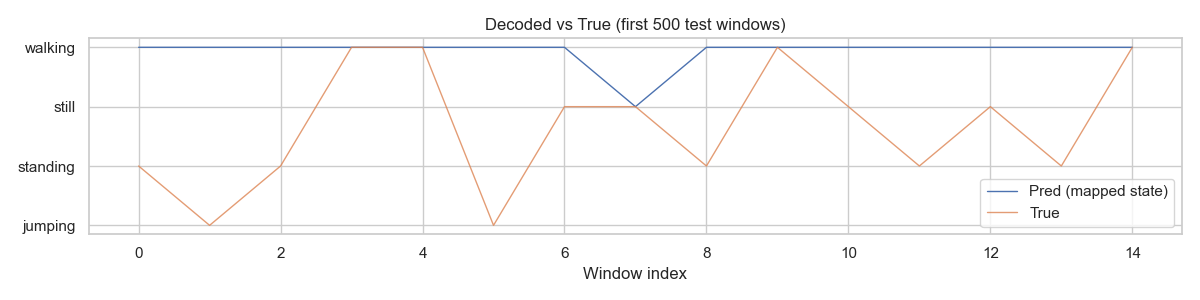 Decoded vs True (first 500 test windows)
walking
still
standing
jumping
Pred (mapped state)
True
0 2 4 6 8 10 12 14
Window index